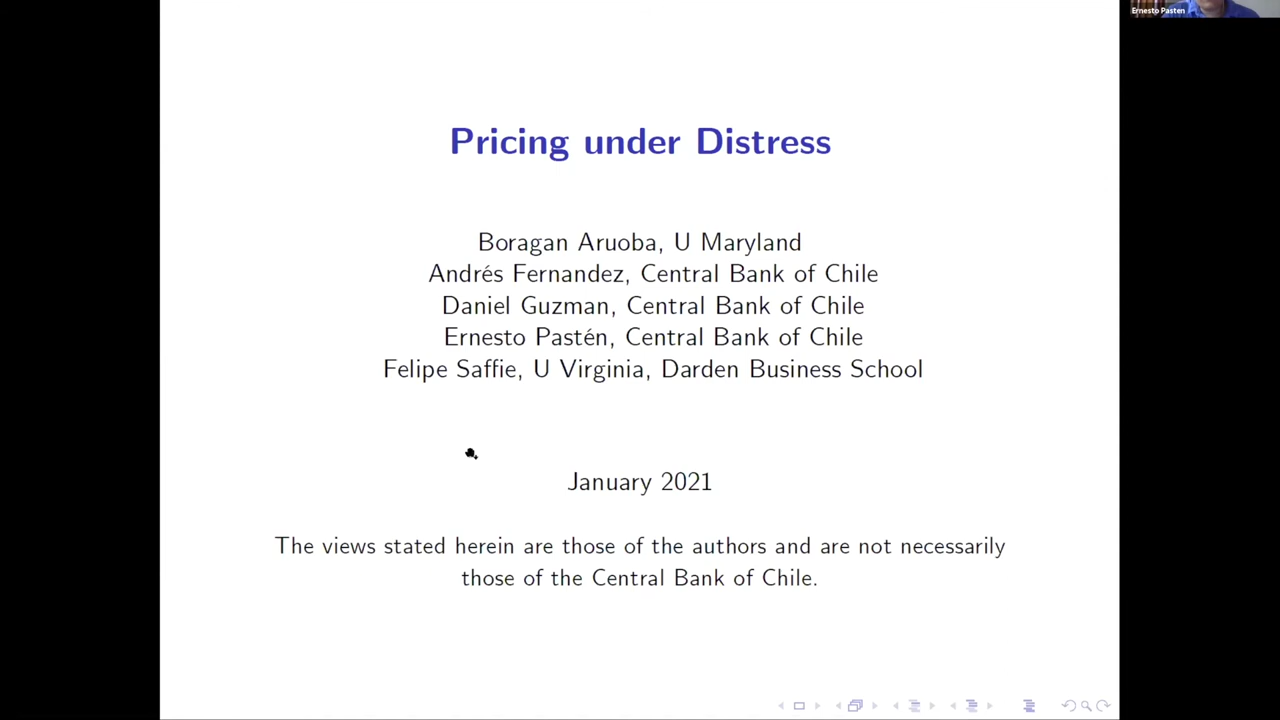 Ernesto Pasten
Pricing under Distress
Boragan Aruoba, U Maryland
Andrés Fernandez, Central Bank of Chile
Daniel Guzman, Central Bank of Chile
Ernesto Pastén, Central Bank of Chile
Felipe Saffie, U Virginia, Darden Business School
January 2021
The views stated herein are those of the authors and are not necessarily
those of the Central Bank of Chile.